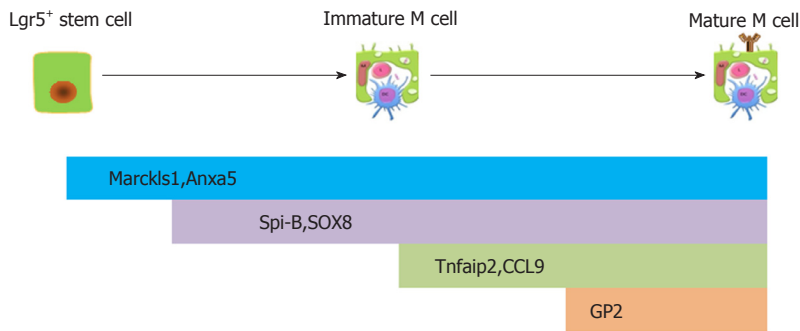 Lgr5⁺ stem cell
Immature M cell
Mature M cell
Marckls1,Anxa5
Spi-B,SOX8
Tnfaip2,CCL9
GP2